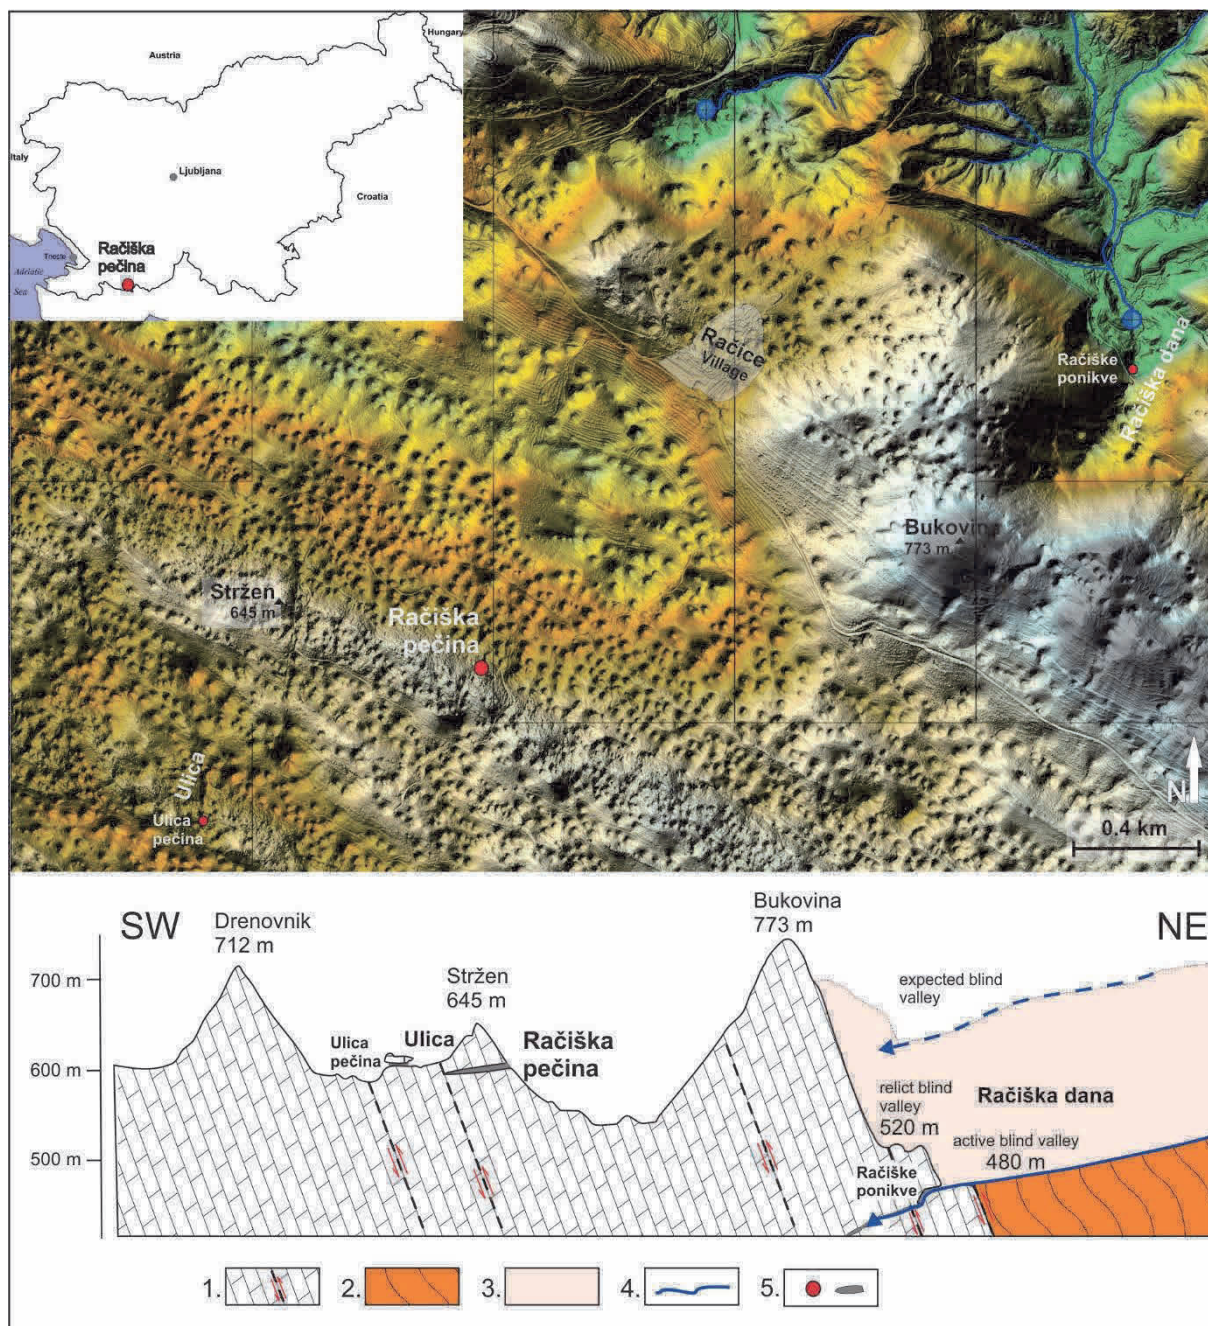 Hungary
Austria
Italy
Ljubljana
Croatia
Trieste
Račiška
pečina
Adriatic
Sea
Račice
Village
Račiške
ponikve
Račiška dana
Bukovina
773 m
Stržen
645 m
Račiška
pečina
Ulica
Ulica
pečina
N
0.4 km
SW
NE
Drenovnik
712 m
Bukovina
773 m
Stržen
645 m
700 m
600 m
500 m
expected blind
valley
Ulica
pečina
Ulica
Račiška
pečina
relict blind
valley
520 m
Račiška dana
active blind valley
480 m
Račiške
ponikve
1.
2.
3.
4.
5.